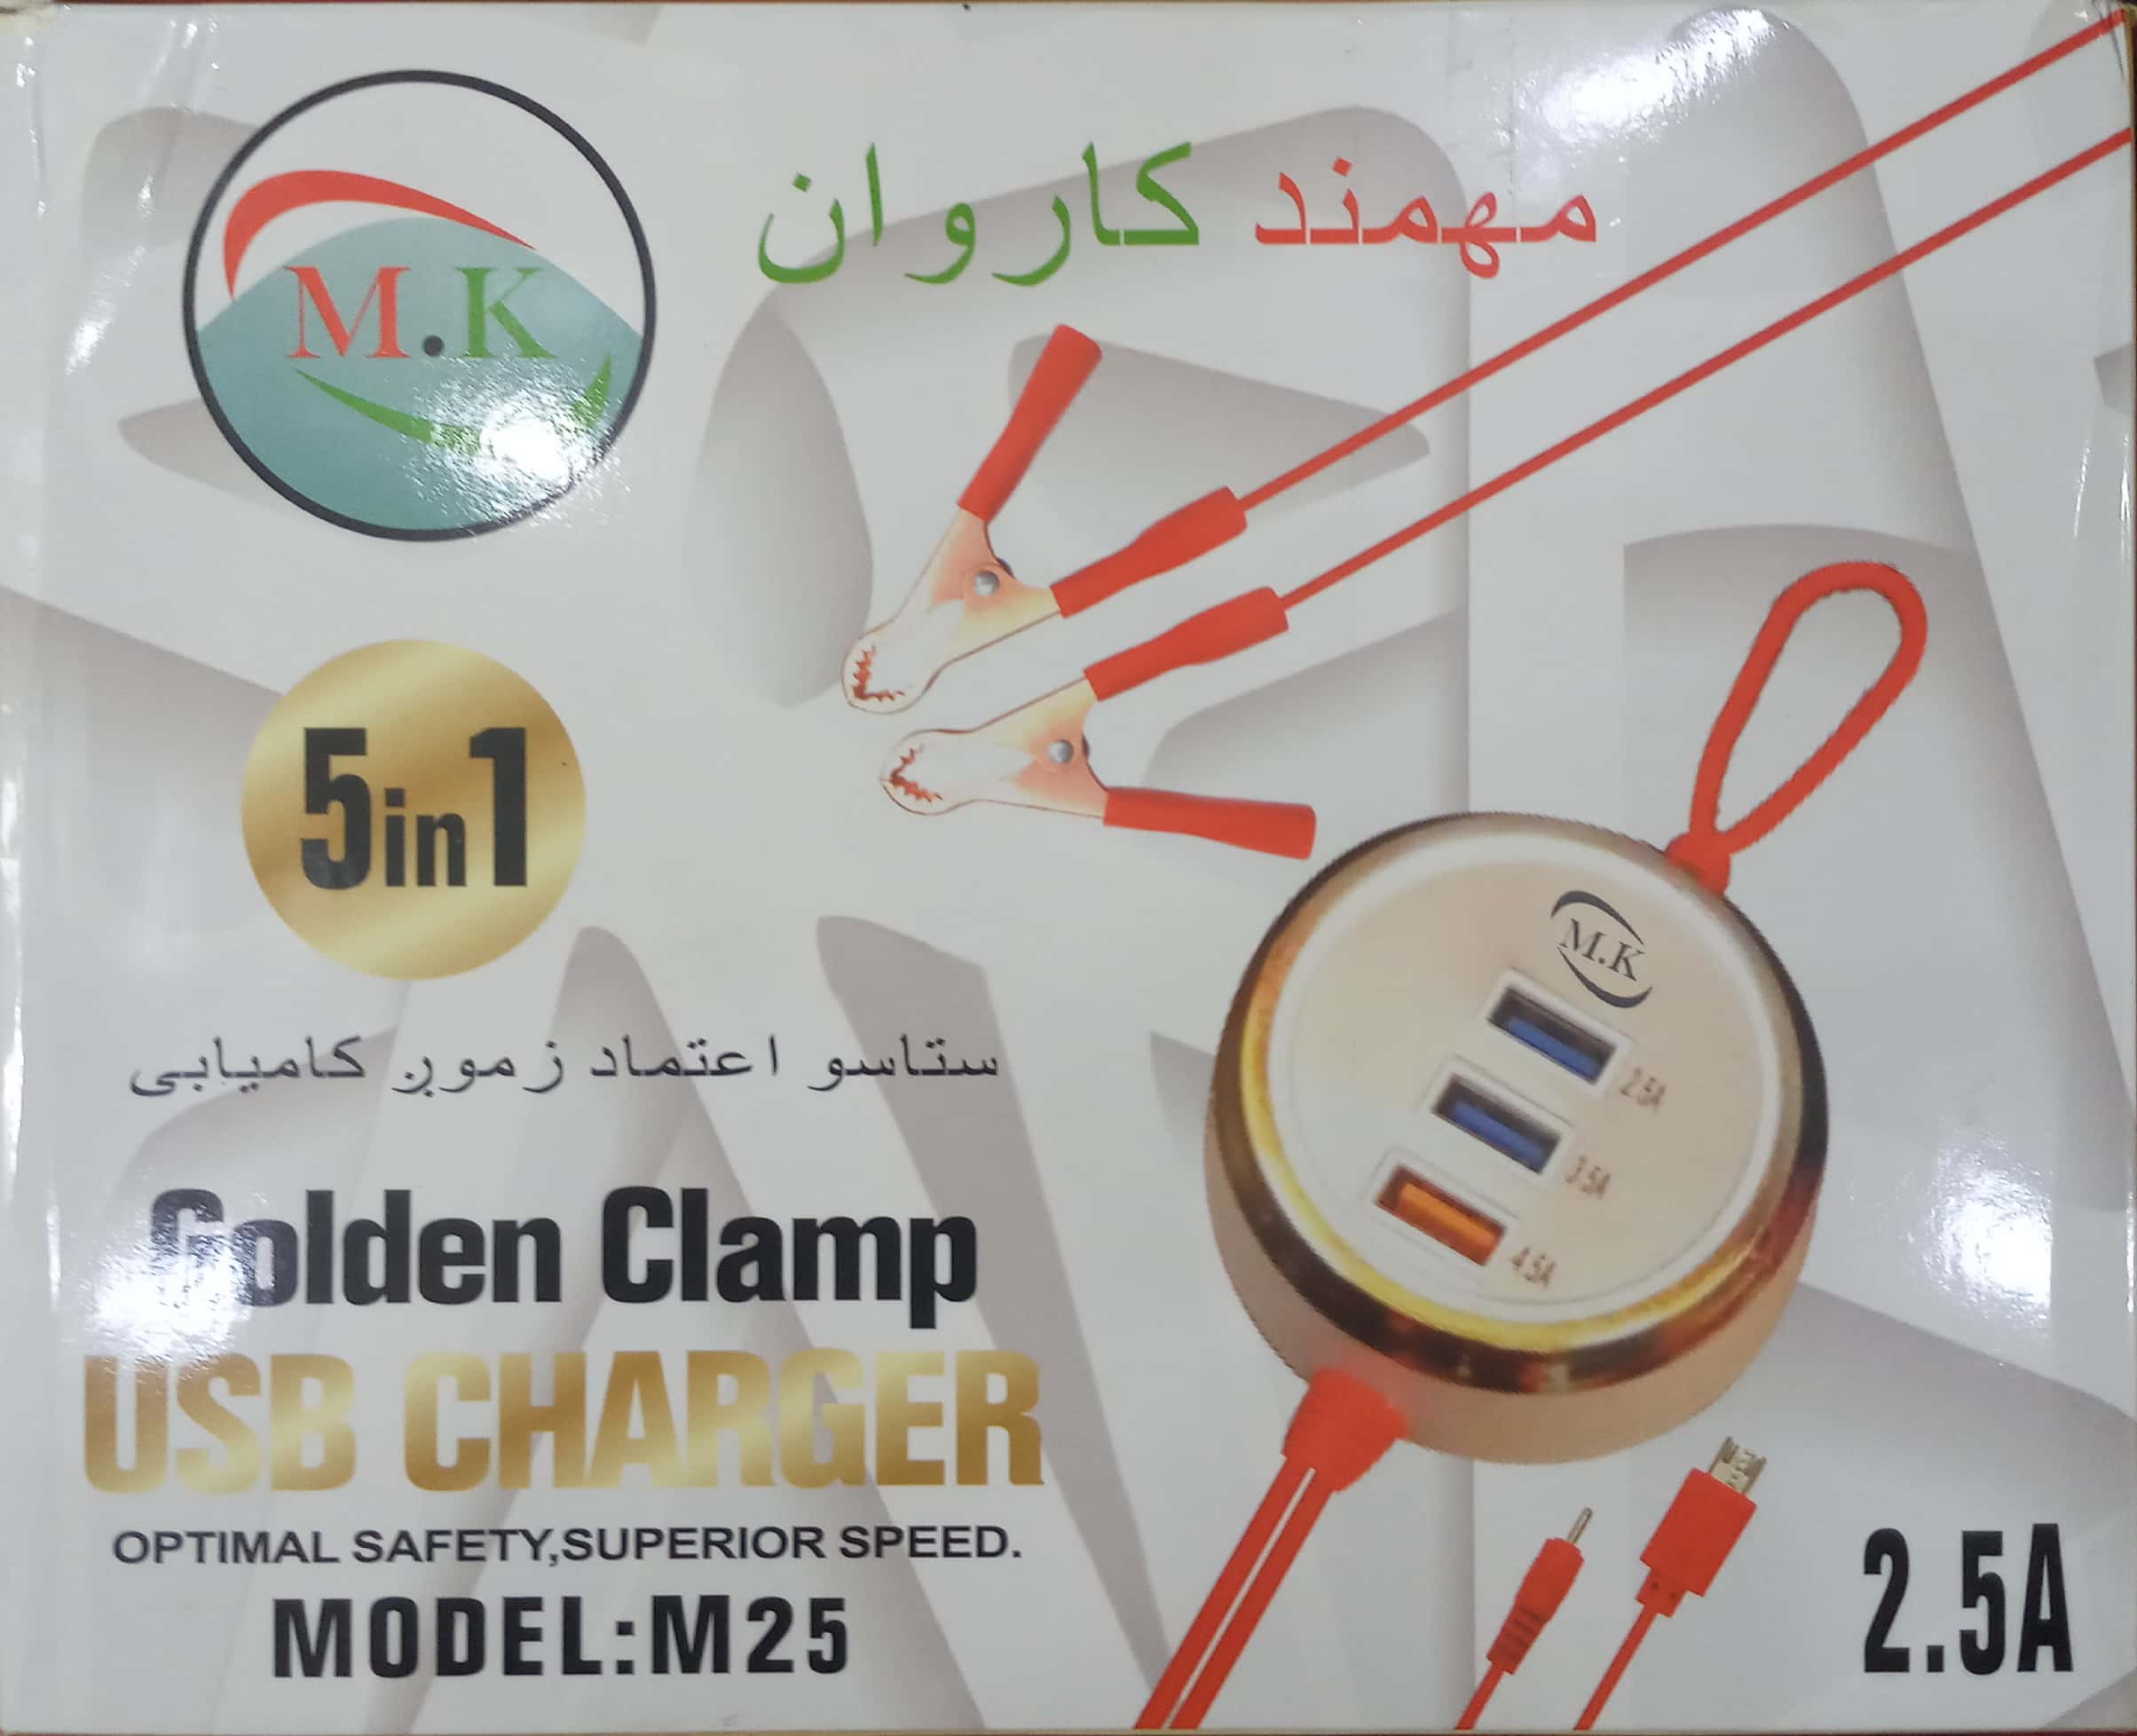 M.K
مهمند کاروان
5in1
ستاسو اعتماد زمونږ کامیابی
Golden Clamp
USB CHARGER
OPTIMAL SAFETY,SUPERIOR SPEED.
MODEL:M25
M.K
2.5A
3.5A
4.5A
2.5A